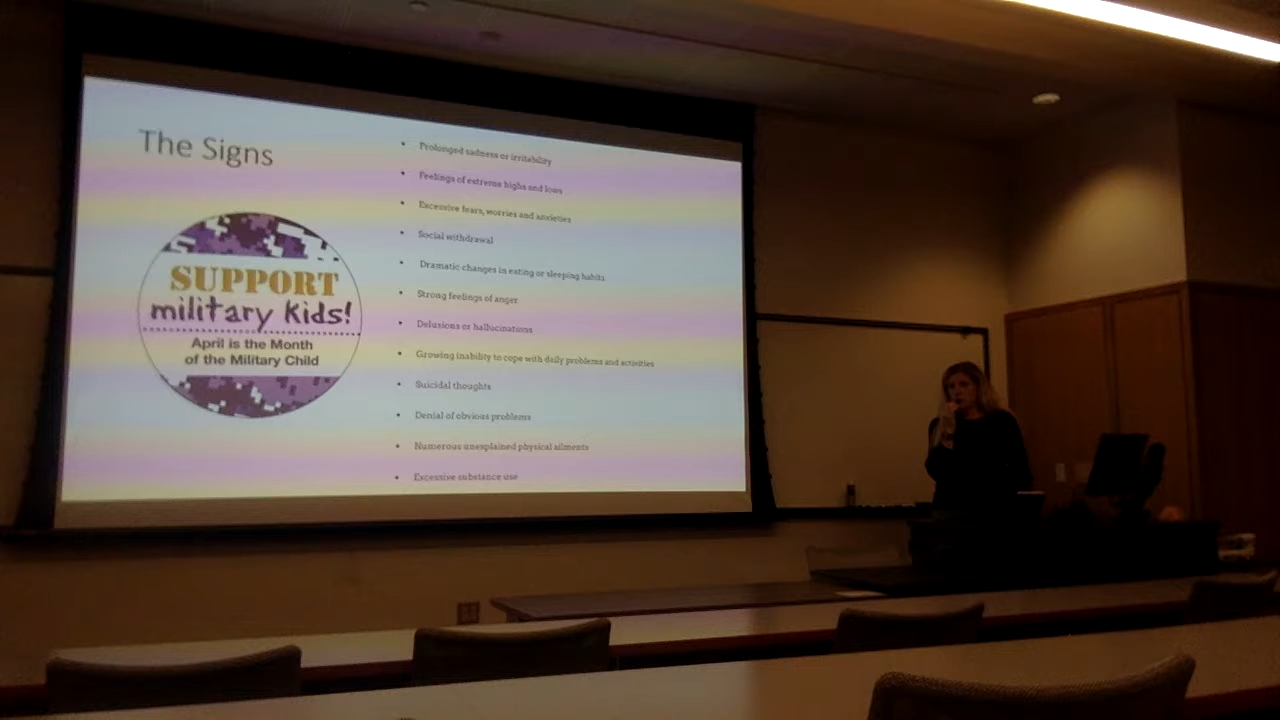 The Signs
SUPPORT
military kids!
April is the Month
of the Military Child
• Prolonged sadness or irritability
• Feelings of extreme highs and lows
• Excessive fears, worries and anxieties
• Social withdrawal
• Dramatic changes in eating or sleeping habits
• Strong feelings of anger
• Delusions or hallucinations
• Growing inability to cope with daily problems and activities
• Suicidal thoughts
• Denial of obvious problems
• Numerous unexplained physical ailments
• Excessive substance use